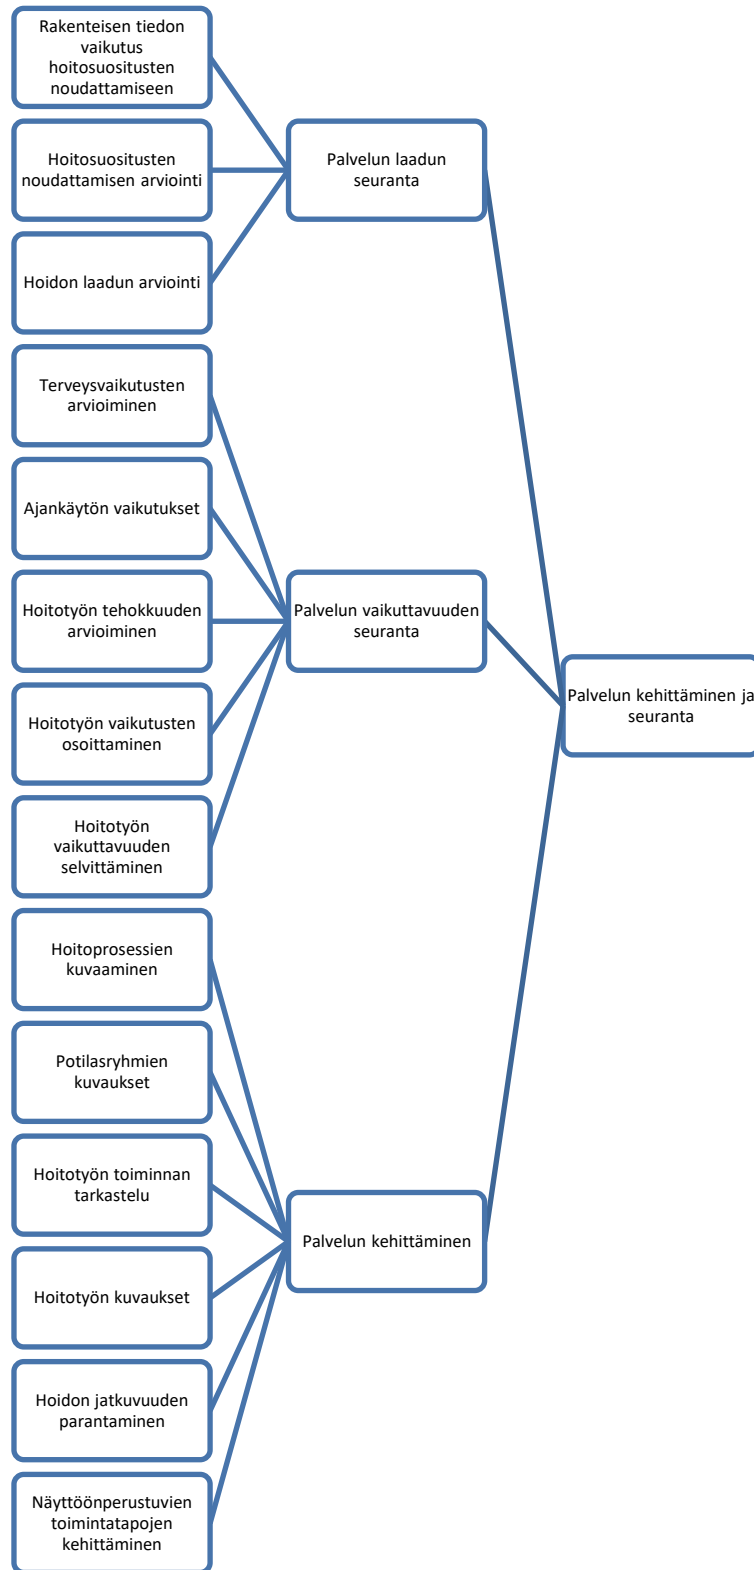 Rakenteisen tiedon
vaikutus
hoitosuositusten
noudattamiseen
Hoitosuositusten
noudattamisen arviointi
Hoidon laadun arviointi
Palvelun laadun
seuranta
Terveysvaikutusten
arvioiminen
Ajankäytön vaikutukset
Hoitotyön tehokkuuden
arvioiminen
Hoitotyön vaikutusten
osoittaminen
Hoitotyön
vaikuttavuuden
selvittäminen
Palvelun vaikuttavuuden
seuranta
Hoitoprosessien
kuvaaminen
Potilasryhmien
kuvaukset
Hoitotyön toiminnan
tarkastelu
Hoitotyön kuvaukset
Hoidon jatkuvuuden
parantaminen
Näyttöönperustuvien
toimintatapojen
kehittäminen
Palvelun kehittäminen
Palvelun kehittäminen ja
seuranta